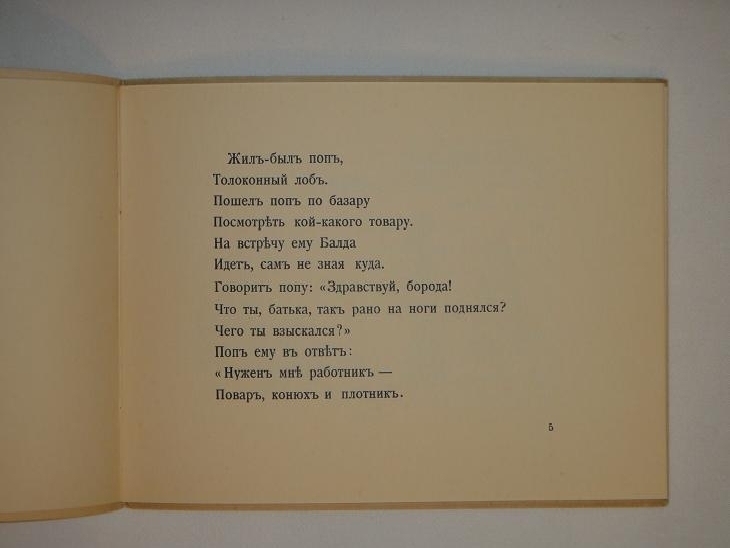 Жилъ-былъ попъ,
Толоконный лобъ.
Пошелъ попъ по базару
Посмотрѣть кой-какого товару.
На встрѣчу ему Балда
Идетъ, самъ не зная куда.
Говоритъ попу: «Здравствуй, борода!
Что ты, батька, такъ рано на ноги поднялся?
Чего ты взыскался?»
Попъ ему въ отвѣтъ:
«Нуженъ мнѣ работникъ —
Поваръ, конюхъ и плотникъ.
5